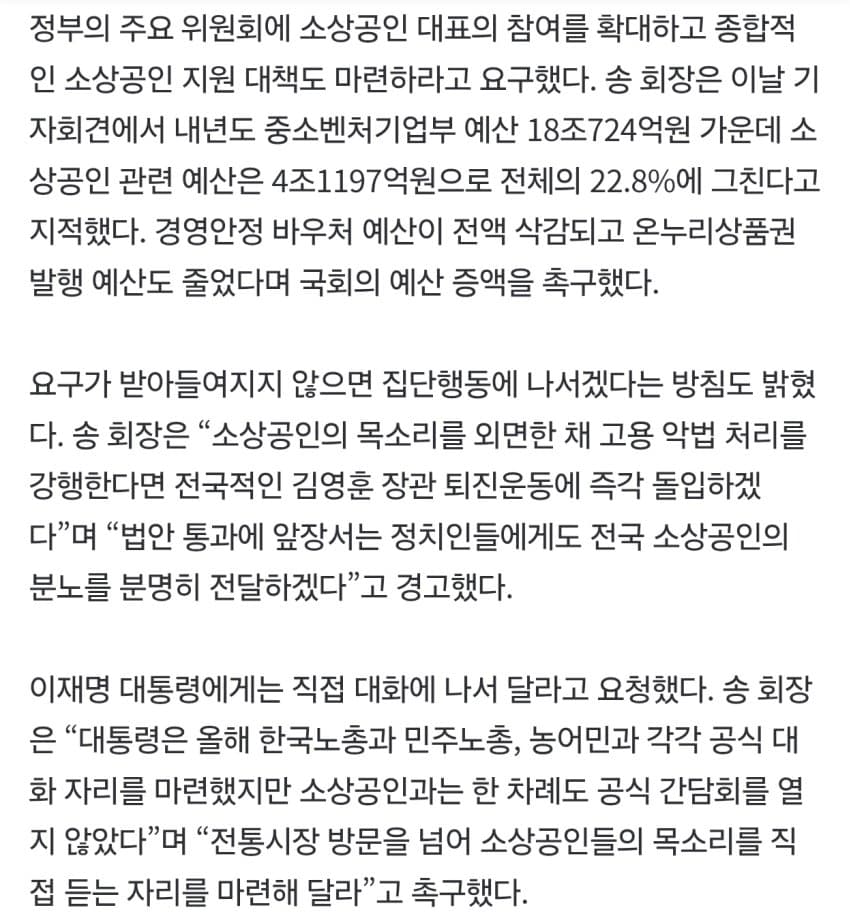 정부의 주요 위원회에 소상공인 대표의 참여를 확대하고 종합적
인 소상공인 지원 대책도 마련하라고 요구했다. 송 회장은 이날 기
자회견에서 내년도 중소벤처기업부 예산 18조724억원 가운데 소
상공인 관련 예산은 4조1197억원으로 전체의 22.8%에 그친다고
지적했다. 경영안정 바우처 예산이 전액 삭감되고 온누리상품권
발행 예산도 줄었다며 국회의 예산 증액을 촉구했다.
요구가 받아들여지지 않으면 집단행동에 나서겠다는 방침도 밝혔
다. 송 회장은 “소상공인의 목소리를 외면한 채 고용 악법 처리를
강행한다면 전국적인 김영훈 장관 퇴진운동에 즉각 돌입하겠
다”며 “법안 통과에 앞장서는 정치인들에게도 전국 소상공인의
분노를 분명히 전달하겠다”고 경고했다.
이재명 대통령에게는 직접 대화에 나서 달라고 요청했다. 송 회장
은 “대통령은 올해 한국노총과 민주노총, 농어민과 각각 공식 대
화 자리를 마련했지만 소상공인과는 한 차례도 공식 간담회를 열
지 않았다”며 “전통시장 방문을 넘어 소상공인들의 목소리를 직
접 듣는 자리를 마련해 달라”고 촉구했다.